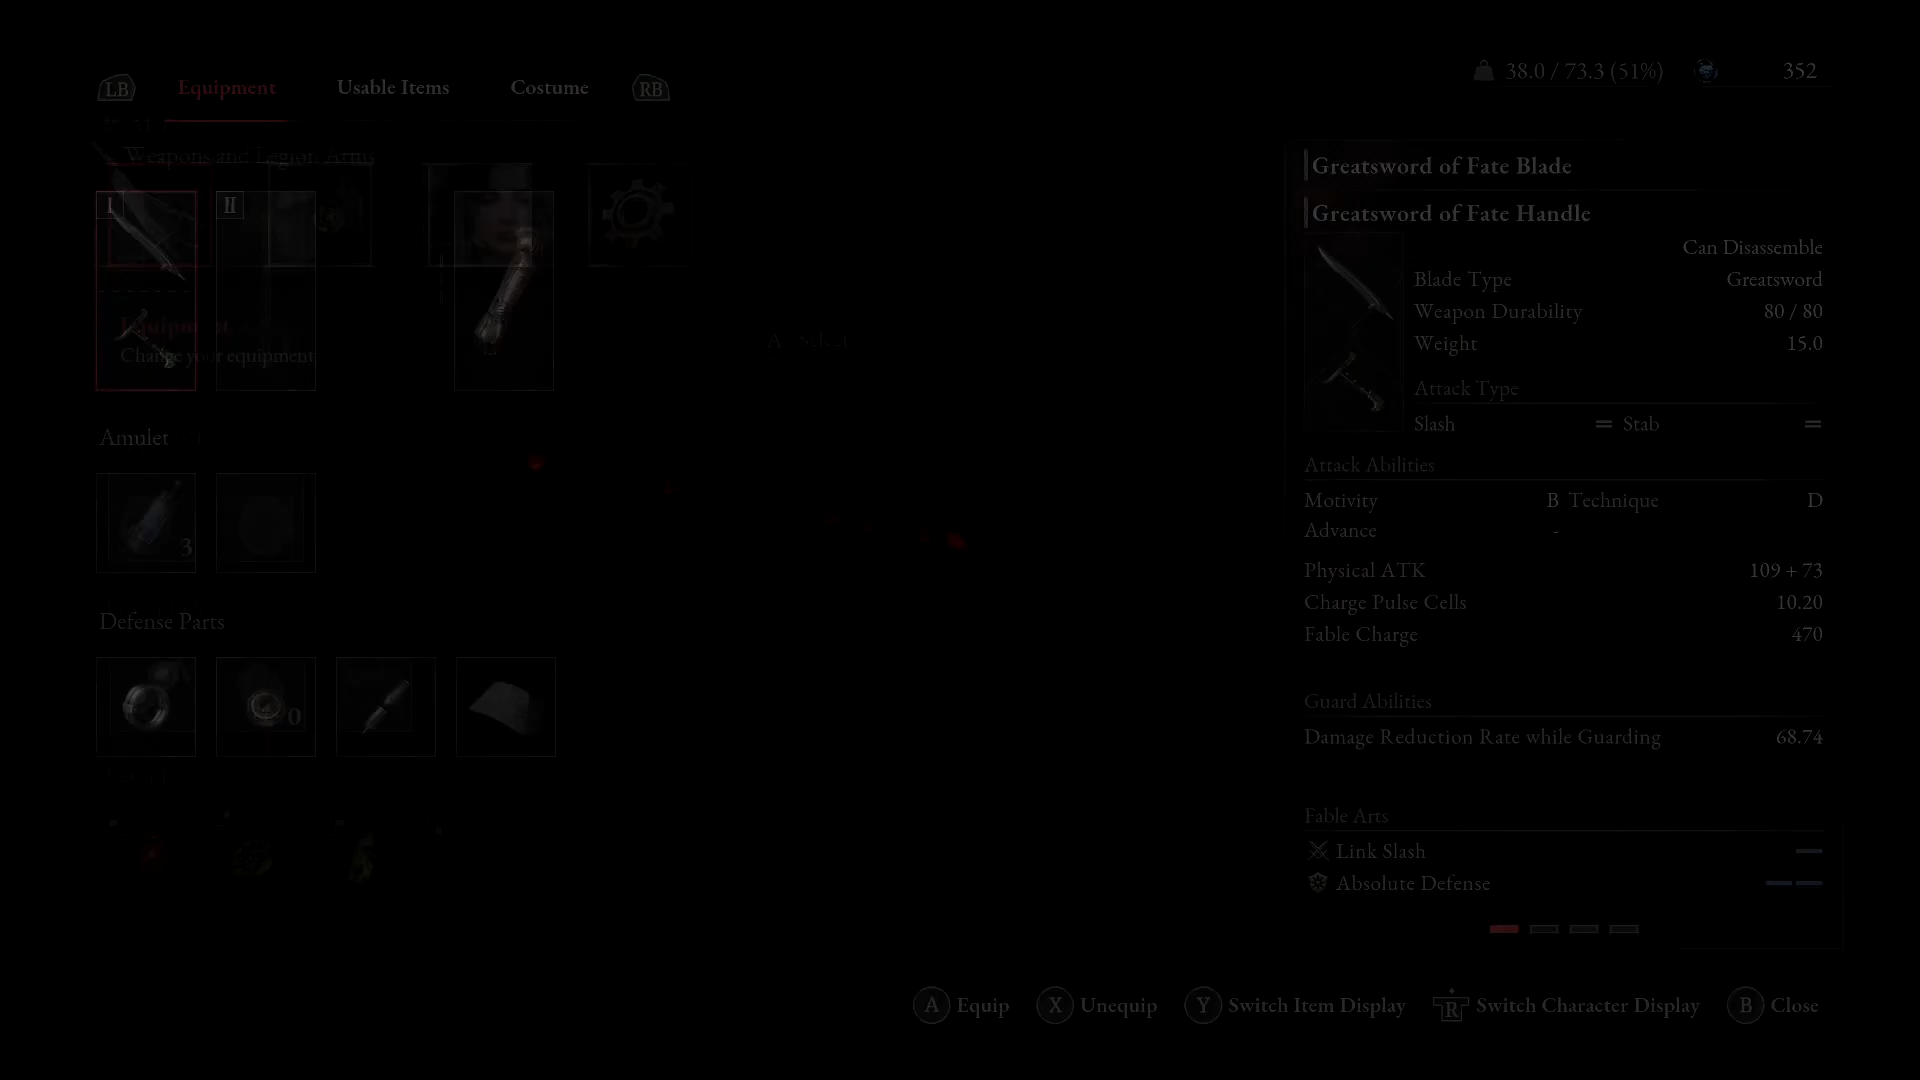 LB Equipment Usable Items Costume RB
38.0 / 73.3 (51%) 352
Weapons and Legion Arms
I II
Equipment
Change your equipment
Amulet
3
Defense Parts
0
Greatsword of Fate Blade
Greatsword of Fate Handle
Can Disassemble
Blade Type Greatsword
Weapon Durability 80 / 80
Weight 15.0
Attack Type
Slash = Stab =
Attack Abilities
Motivity B Technique D
Advance -
Physical ATK 109 + 73
Charge Pulse Cells 10.20
Fable Charge 470
Guard Abilities
Damage Reduction Rate while Guarding 68.74
Fable Arts
Link Slash
Absolute Defense
A Equip X Unequip Y Switch Item Display R Switch Character Display B Close